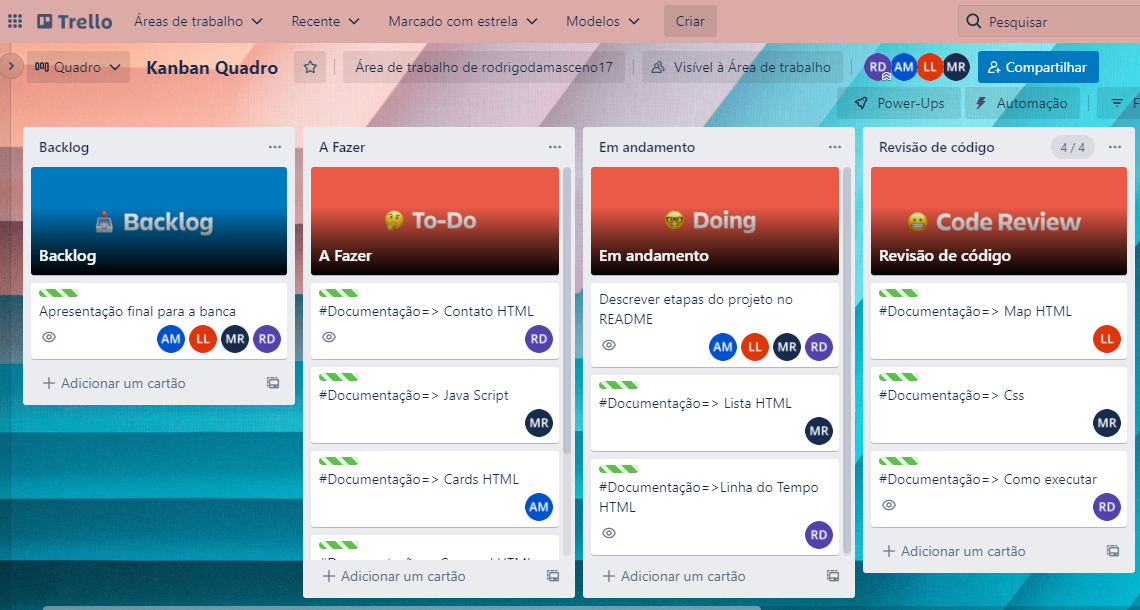 Trello
Áreas de trabalho
Recente
Marcado com estrela
Modelos
Criar
Pesquisar
Quadro
Kanban Quadro
Área de trabalho de rodrigodamasceno17
Visível à Área de trabalho
RD AM LL MR
Compartilhar
Power-Ups
Automação
F
Backlog
Backlog
Backlog
Apresentação final para a banca
AM LL MR RD
+ Adicionar um cartão
A Fazer
To-Do
A Fazer
#Documentação=> Contato HTML
RD
#Documentação=> Java Script
MR
#Documentação=> Cards HTML
AM
+ Adicionar um cartão
Em andamento
Doing
Em andamento
Descrever etapas do projeto no
README
AM LL MR RD
#Documentação=> Lista HTML
MR
#Documentação=>Linha do Tempo
HTML
RD
+ Adicionar um cartão
Revisão de código
4 / 4
Code Review
Revisão de código
#Documentação=> Map HTML
LL
#Documentação=> Css
MR
#Documentação=> Como executar
RD
+ Adicionar um cartão